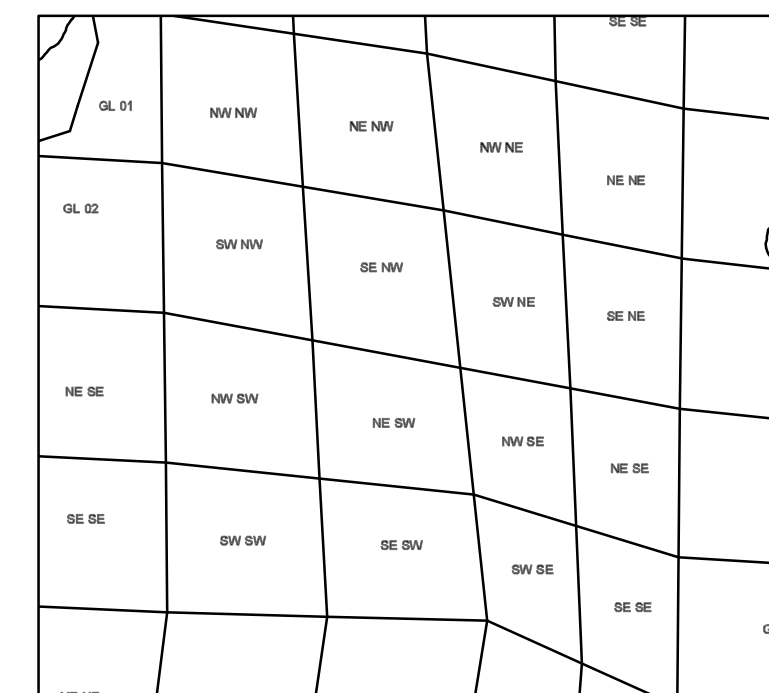 SE SE
GL 01
NW NW
NE NW
NW NE
NE NE
GL 02
SW NW
SE NW
SW NE
SE NE
NE SE
NW SW
NE SW
NW SE
NE SE
SE SE
SW SW
SE SW
SW SE
SE SE